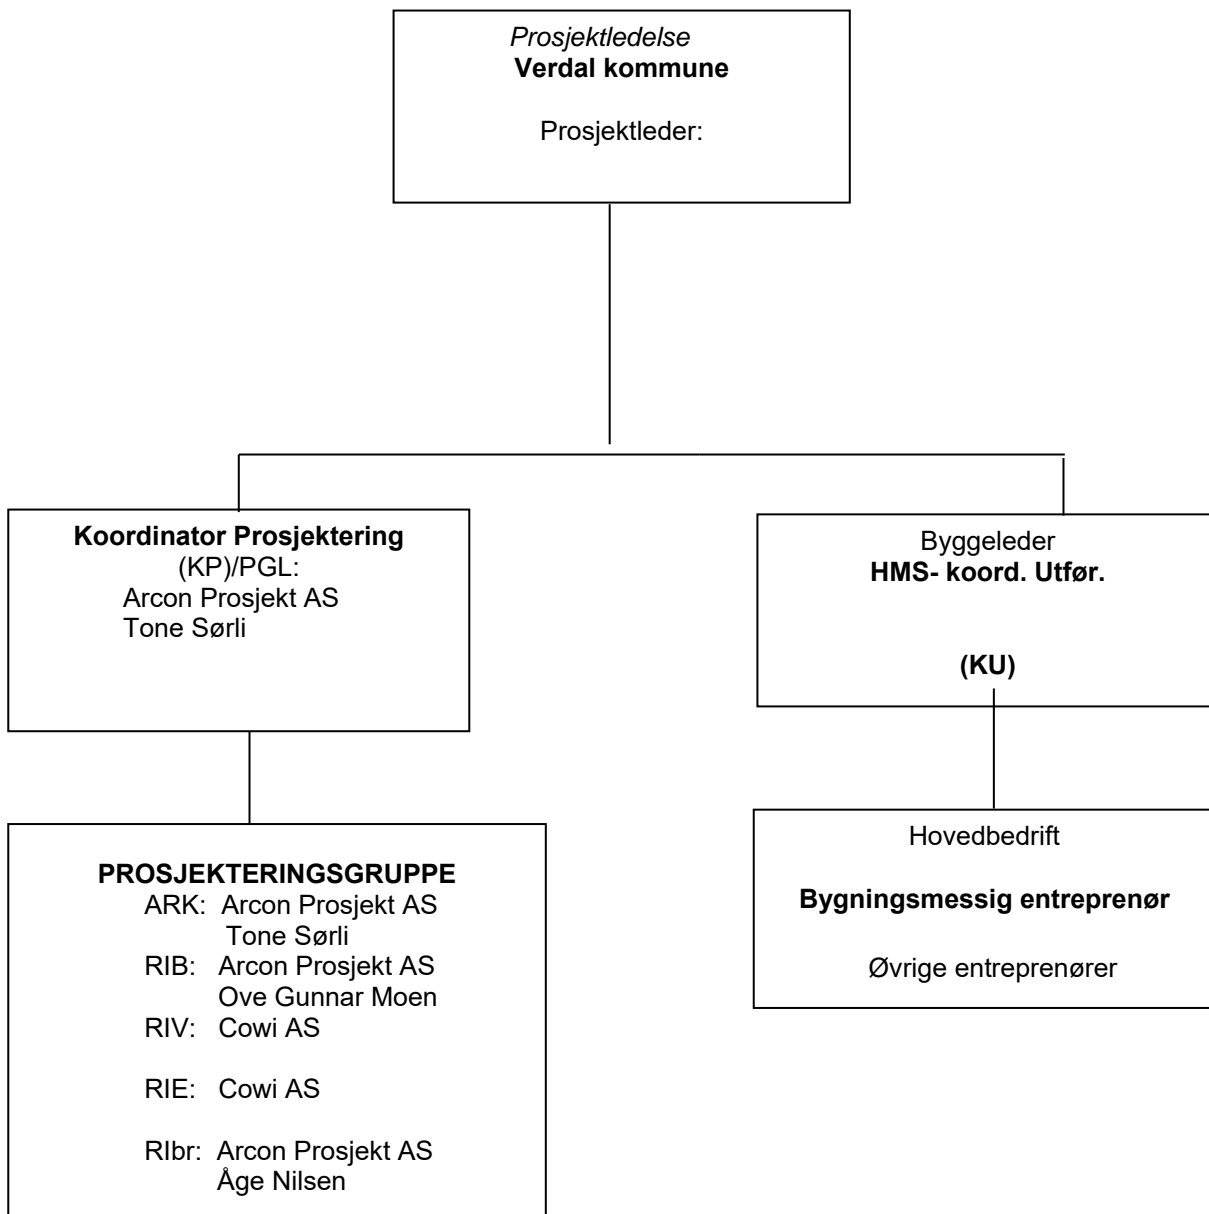 Prosjektledelse
Verdal kommune
Prosjektleder:
Koordinator Prosjektering
(KP)/PGL:
Arcon Prosjekt AS
Tone Sørli
Byggeleder
HMS- koord. Utfør.
(KU)
PROSJEKTERINGSGRUPPE
ARK: Arcon Prosjekt AS
Tone Sørli
RIB: Arcon Prosjekt AS
Ove Gunnar Moen
RIV: Cowi AS
RIE: Cowi AS
RIbr: Arcon Prosjekt AS
Åge Nilsen
Hovedbedrift
Bygningsmessig entreprenør
Øvrige entreprenører